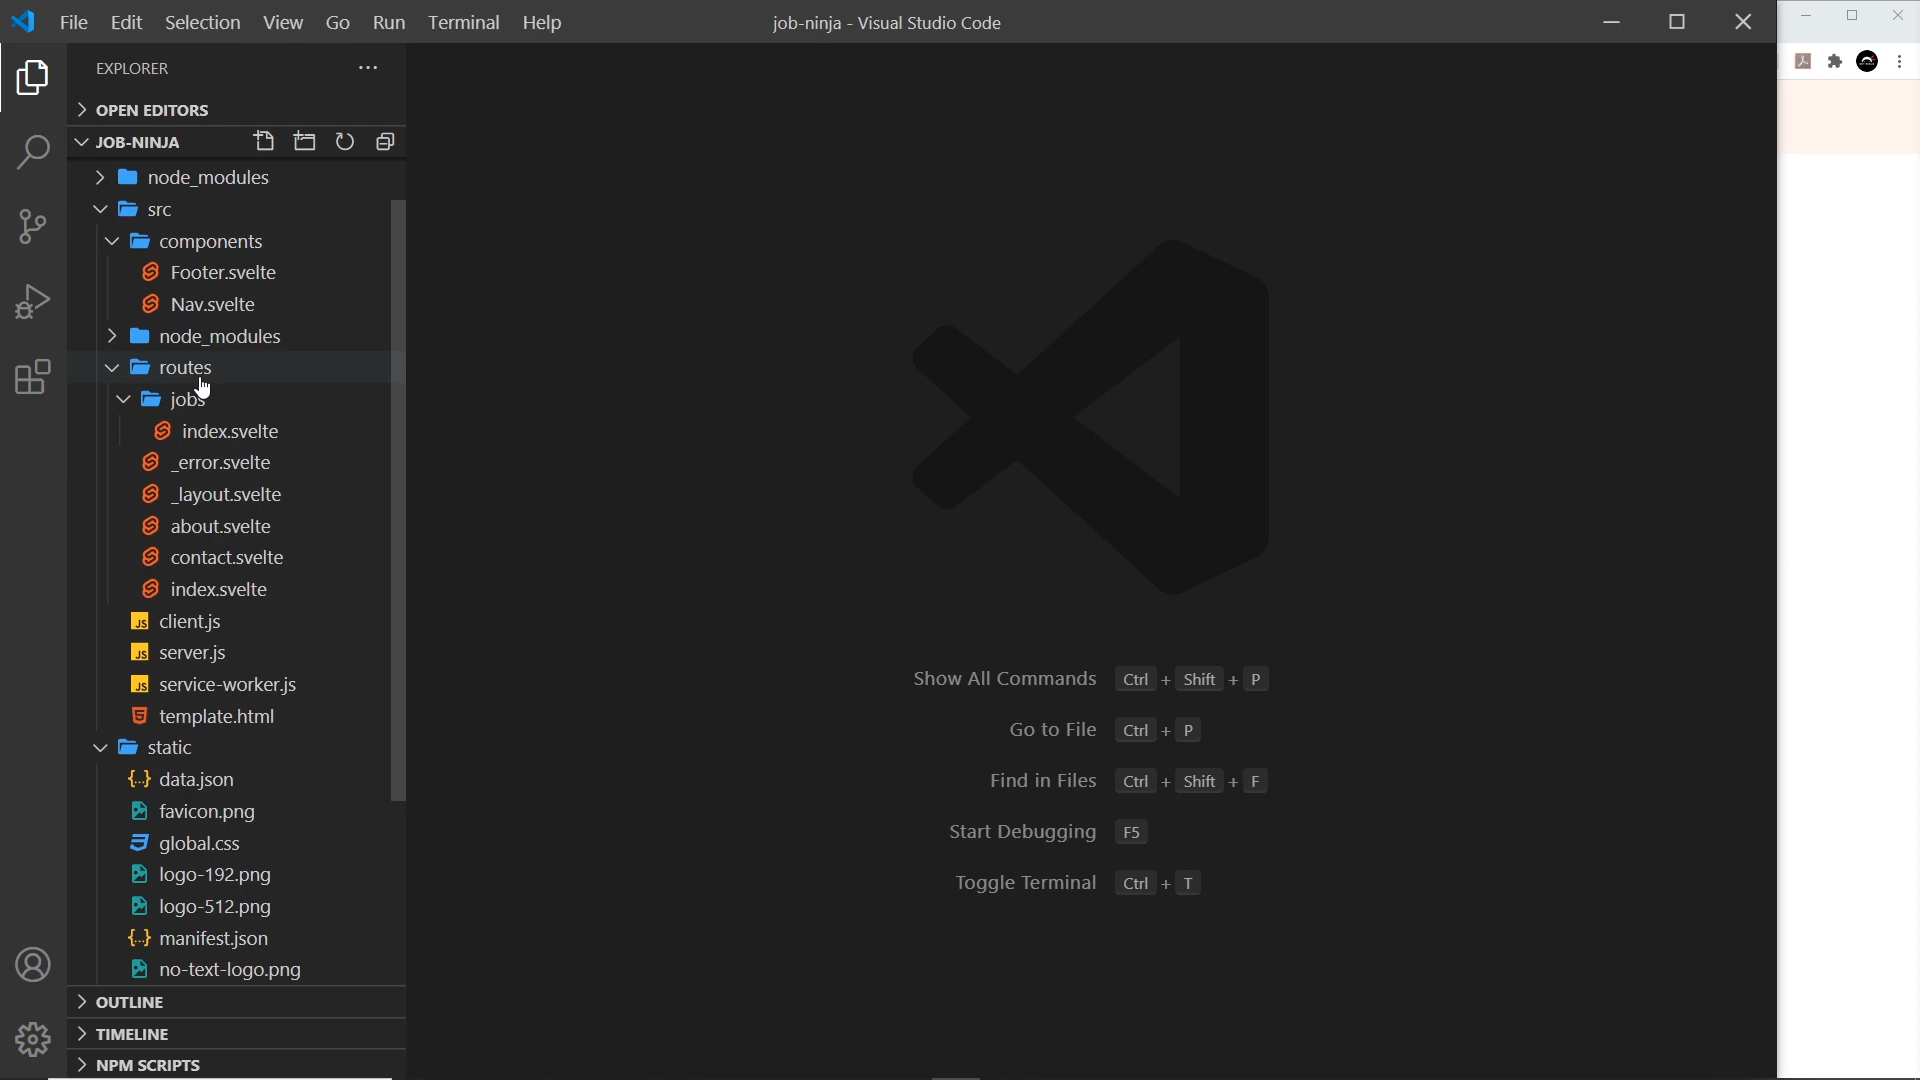 File Edit Selection View Go Run Terminal Help
job-ninja - Visual Studio Code
EXPLORER
OPEN EDITORS
JOB-NINJA
node_modules
src
components
Footer.svelte
Nav.svelte
node_modules
routes
jobs
index.svelte
_error.svelte
_layout.svelte
about.svelte
contact.svelte
index.svelte
JS client.js
JS server.js
JS service-worker.js
template.html
static
{..} data.json
favicon.png
global.css
logo-192.png
logo-512.png
{..} manifest.json
no-text-logo.png
OUTLINE
TIMELINE
NPM SCRIPTS
Show All Commands Ctrl + Shift + P
Go to File Ctrl + P
Find in Files Ctrl + Shift + F
Start Debugging F5
Toggle Terminal Ctrl + T